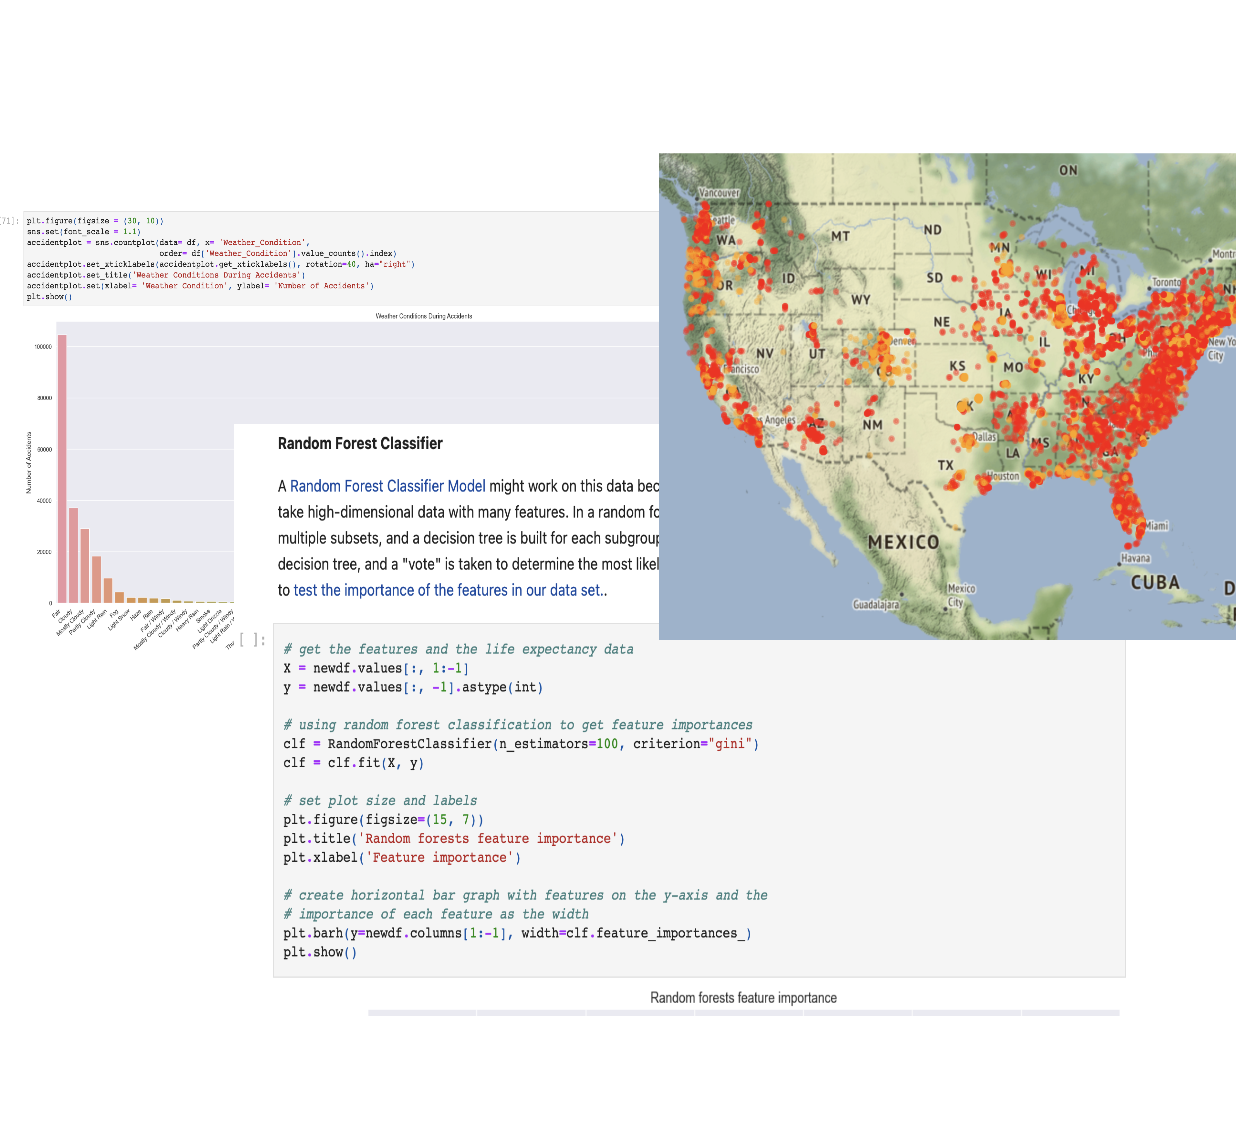 [71]:
plt.figure(figsize = (30, 10))
sns.set(font_scale = 1.1)
accidentplot = sns.countplot(data= df, x= 'Weather_Condition',
order= df['Weather_Condition'].value_counts().index)
accidentplot.set_xticklabels(accidentplot.get_xticklabels(), rotation=40, ha="right")
accidentplot.set_title('Weather Conditions During Accidents')
accidentplot.set(xlabel= 'Weather Condition', ylabel= 'Number of Accidents')
plt.show()
Weather Conditions During Accidents
100000
80000
60000
40000
20000
0
Number of Accidents
Fair
Cloudy
Mostly Cloudy
Partly Cloudy
Light Rain
Fog
Light Snow
Haze
Rain
Fair / Windy
Mostly Cloudy / Windy
Cloudy / Windy
Heavy Rain
Smoke
Light Drizzle
Partly Cloudy / Windy
Light Rain /
Random Forest Classifier
A Random Forest Classifier Model might work on this data bec
take high-dimensional data with many features. In a random fo
multiple subsets, and a decision tree is built for each subgroup
decision tree, and a "vote" is taken to determine the most likel
to test the importance of the features in our data set..
[ ]:
# get the features and the life expectancy data
X = newdf.values[:, 1:-1]
y = newdf.values[:, -1].astype(int)
# using random forest classification to get feature importances
clf = RandomForestClassifier(n_estimators=100, criterion="gini")
clf = clf.fit(X, y)
# set plot size and labels
plt.figure(figsize=(15, 7))
plt.title('Random forests feature importance')
plt.xlabel('Feature importance')
# create horizontal bar graph with features on the y-axis and the
# importance of each feature as the width
plt.barh(y=newdf.columns[1:-1], width=clf.feature_importances_)
plt.show()
Random forests feature importance
ON
Vancouver
eattle
WA
MT
ND
MN
Montr
OR
ID
SD
WI
MI
Toronto
NH
WY
IA
Ch
NE
IL
OH
New Yo
City
NV
UT
Denver
CO
KS
MO
KY
Francisco
OK
Angeles
AZ
NM
Dallas
MS
GA
LA
TX
Houston
Miami
MEXICO
Havana
CUBA
D
Mexico
City
Guadalajara